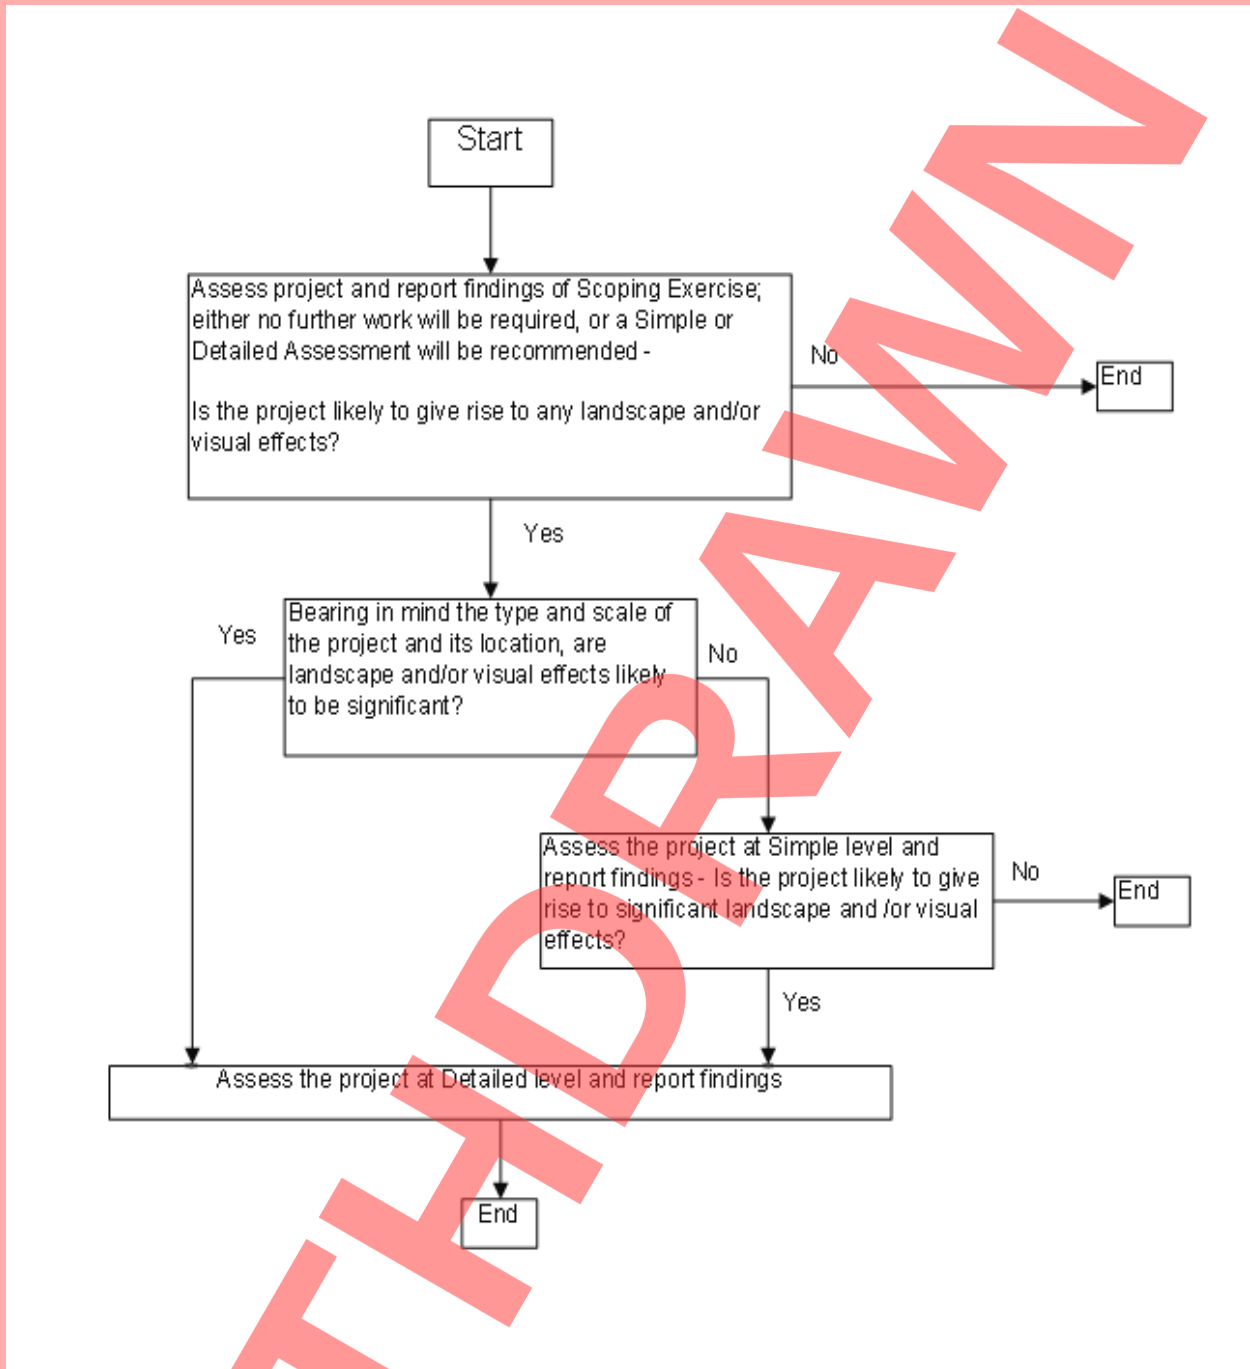 Start
Assess project and report findings of Scoping Exercise;
either no further work will be required, or a Simple or
Detailed Assessment will be recommended -
Is the project likely to give rise to any landscape and/or
visual effects?
No
End
Yes
Bearing in mind the type and scale of
the project and its location, are
landscape and/or visual effects likely
to be significant?
Yes
No
Assess the project at Simple level and
report findings - Is the project likely to give
rise to significant landscape and /or visual
effects?
No
End
Yes
Assess the project at Detailed level and report findings
End
THDRAWN